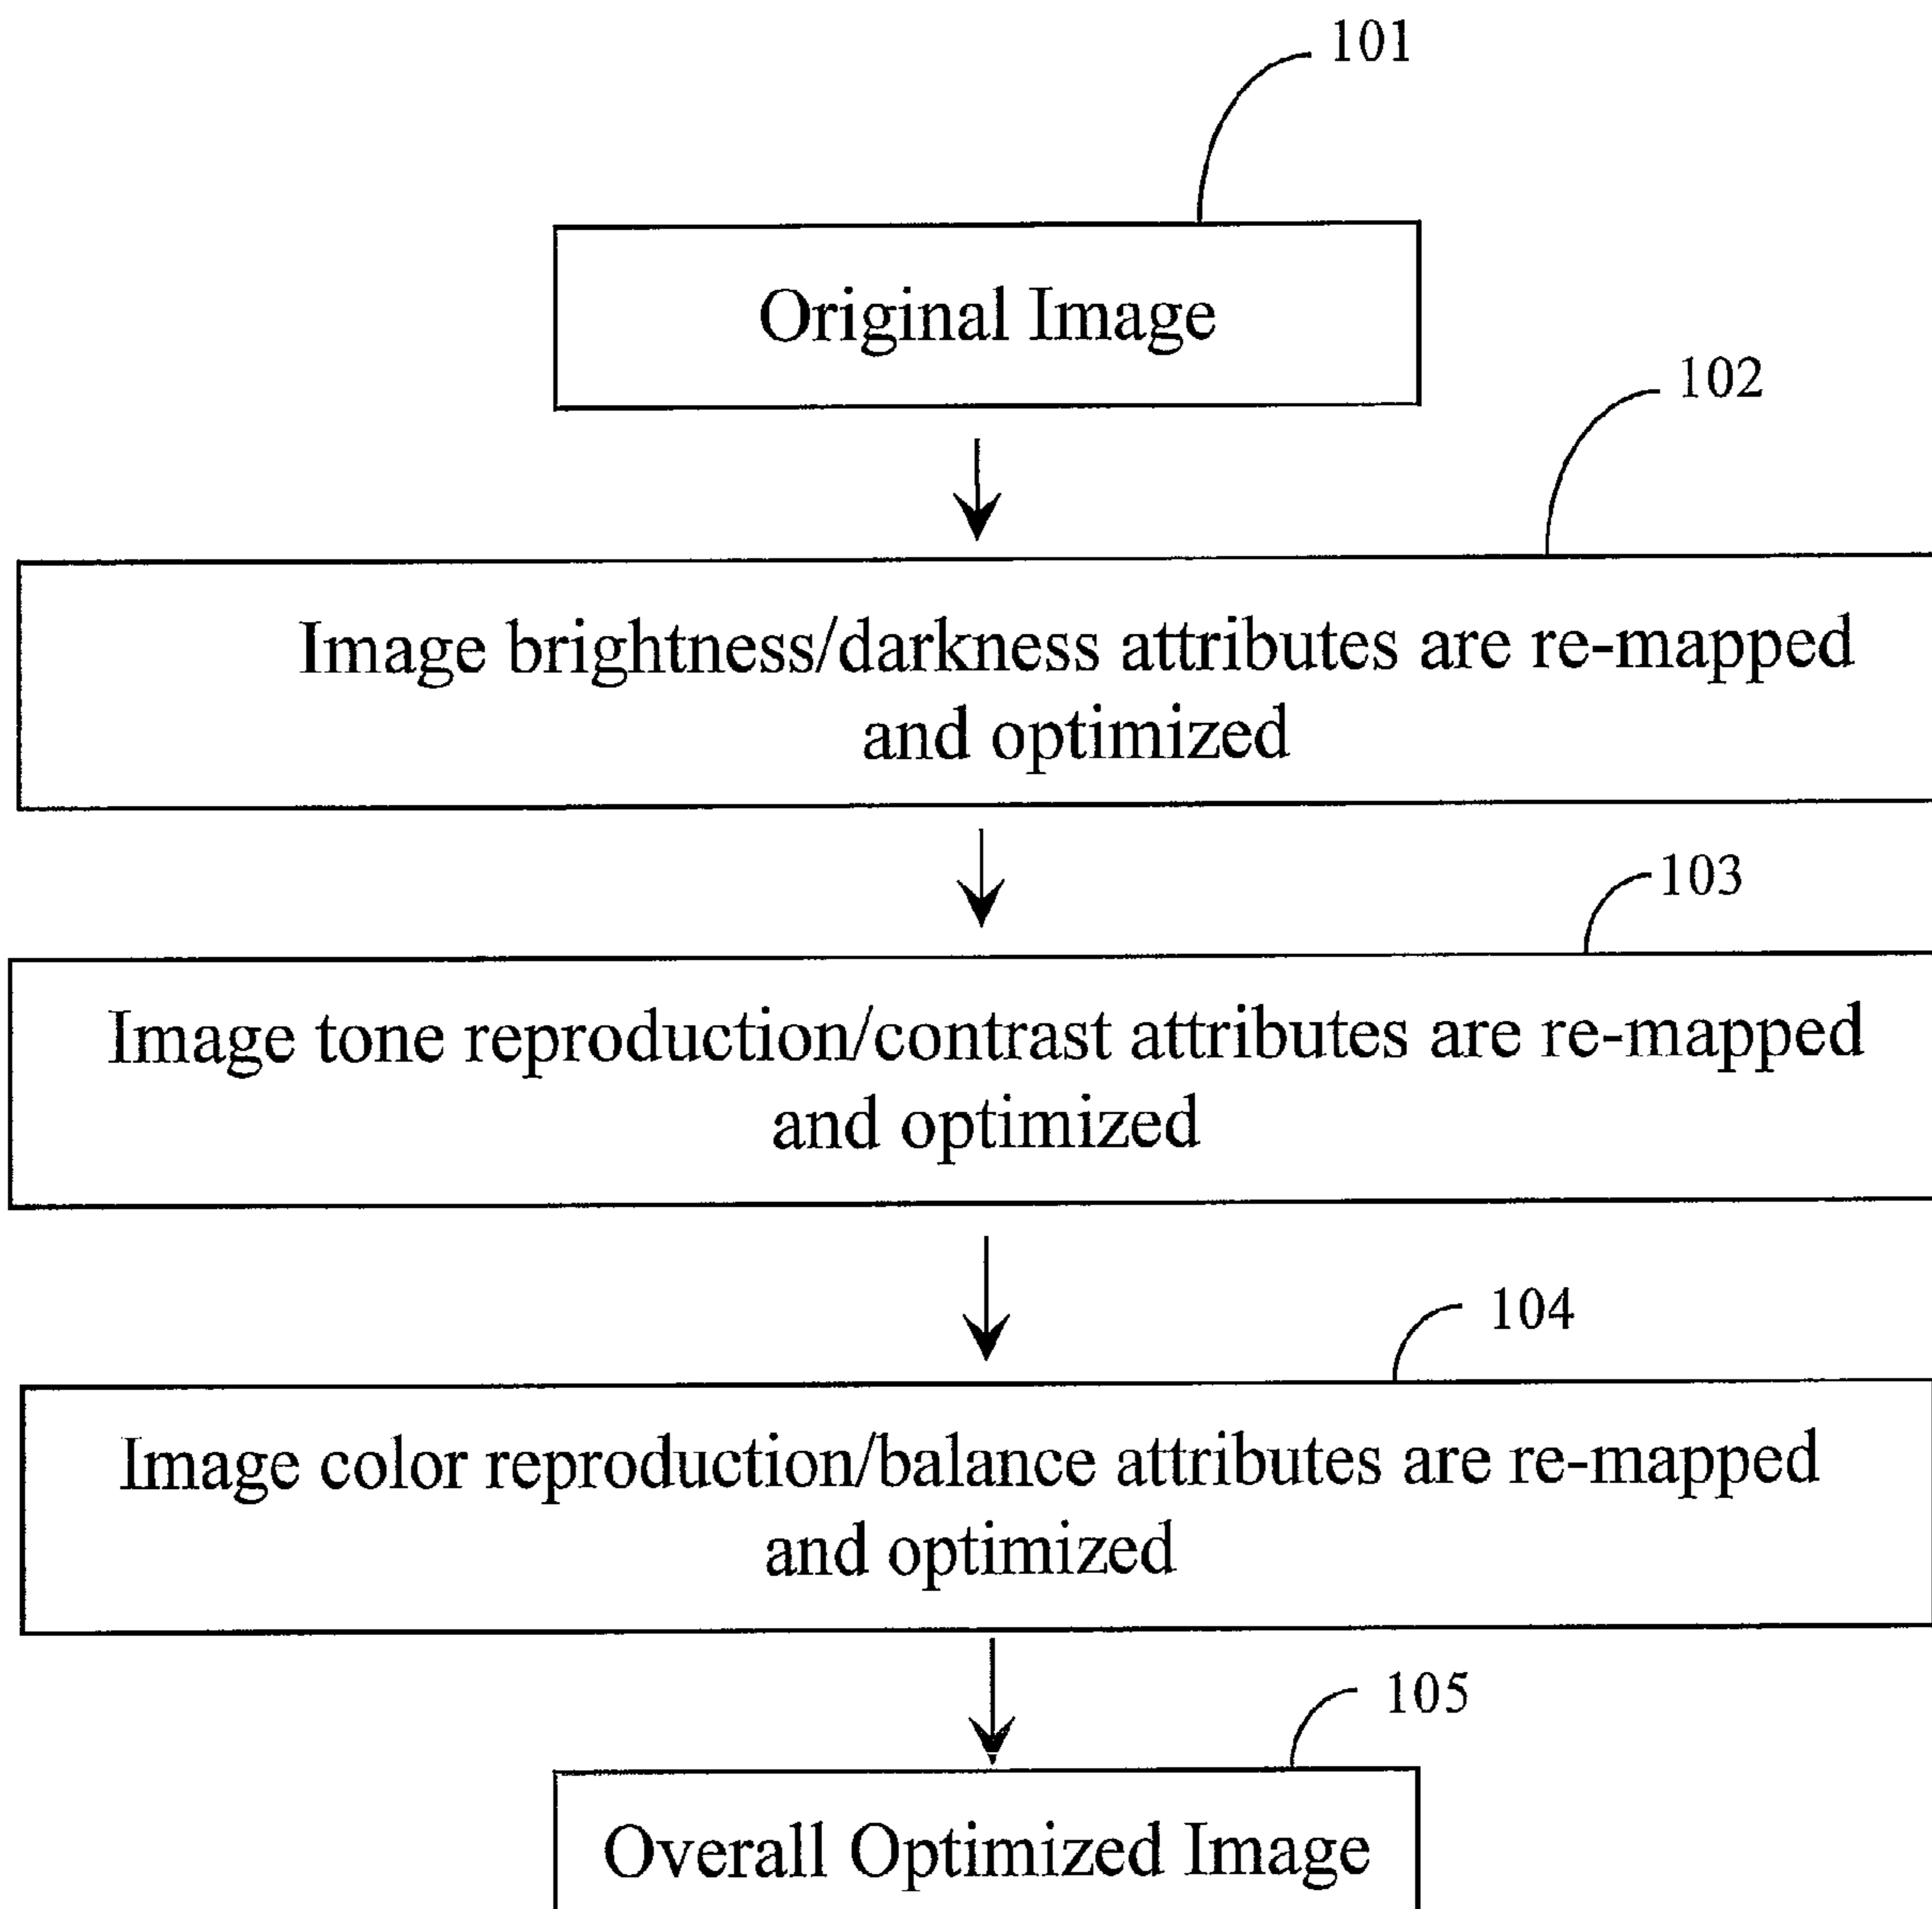 101
Original Image
102
Image brightness/darkness attributes are re-mapped
and optimized
103
Image tone reproduction/contrast attributes are re-mapped
and optimized
104
Image color reproduction/balance attributes are re-mapped
and optimized
105
Overall Optimized Image